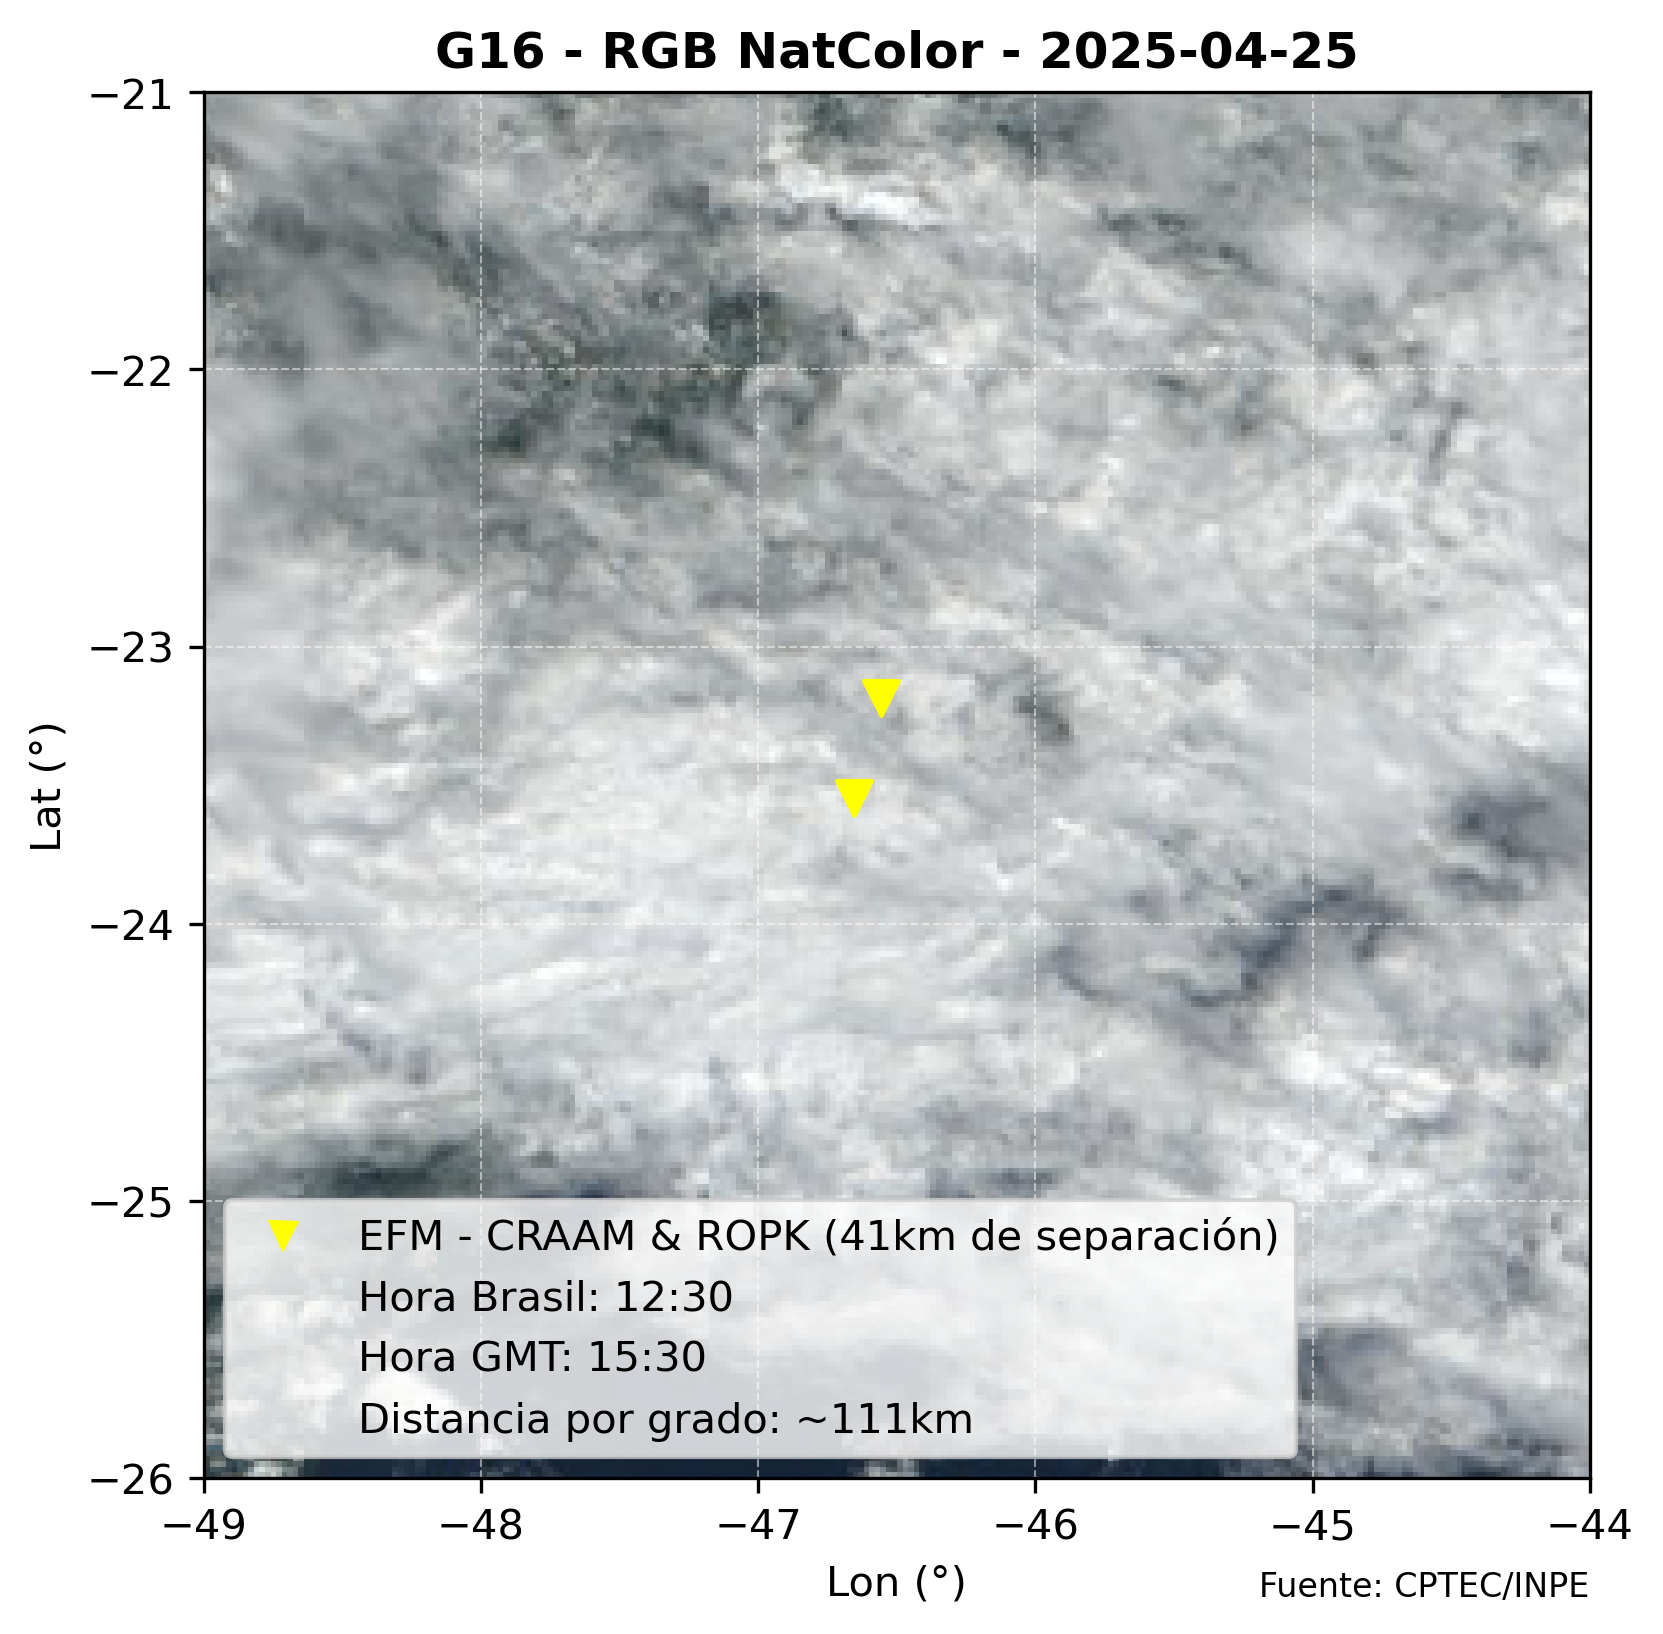 G16 - RGB NatColor - 2025-04-25
−21
−22
−23
−24
−25
−26
Lat (°)
EFM - CRAAM & ROPK (41km de separación)
Hora Brasil: 12:30
Hora GMT: 15:30
Distancia por grado: ~111km
−49 −48 −47 −46 −45 −44
Lon (°)
Fuente: CPTEC/INPE